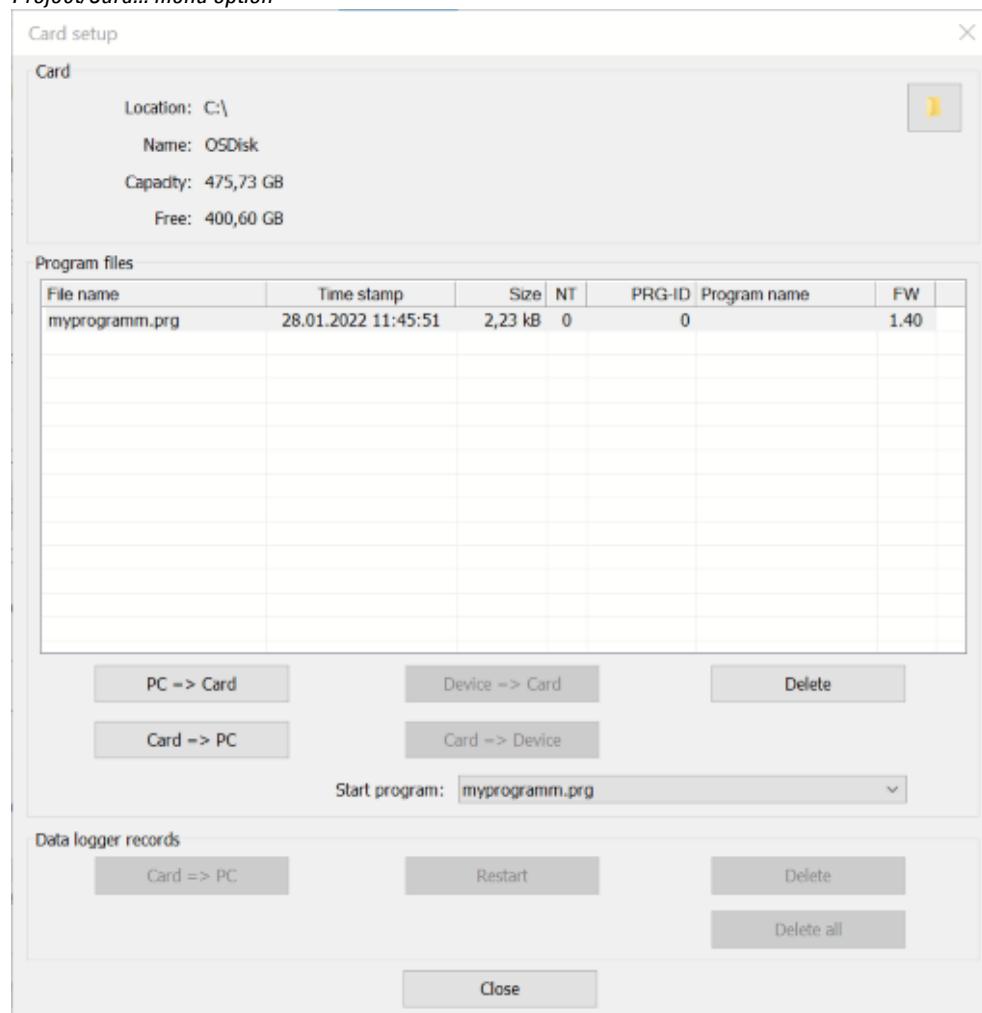 Project/Card... menu option
Card setup
Card
Location: C:\
Name: OSDisk
Capacity: 475,73 GB
Free: 400,60 GB
Program files
File name Time stamp Size NT PRG-ID Program name FW
myprogramm.prg 28.01.2022 11:45:51 2,23 kB 0 0 1.40
PC => Card Device => Card Delete
Card => PC Card => Device
Start program: myprogramm.prg
Data logger records
Card => PC Restart Delete
Delete all
Close